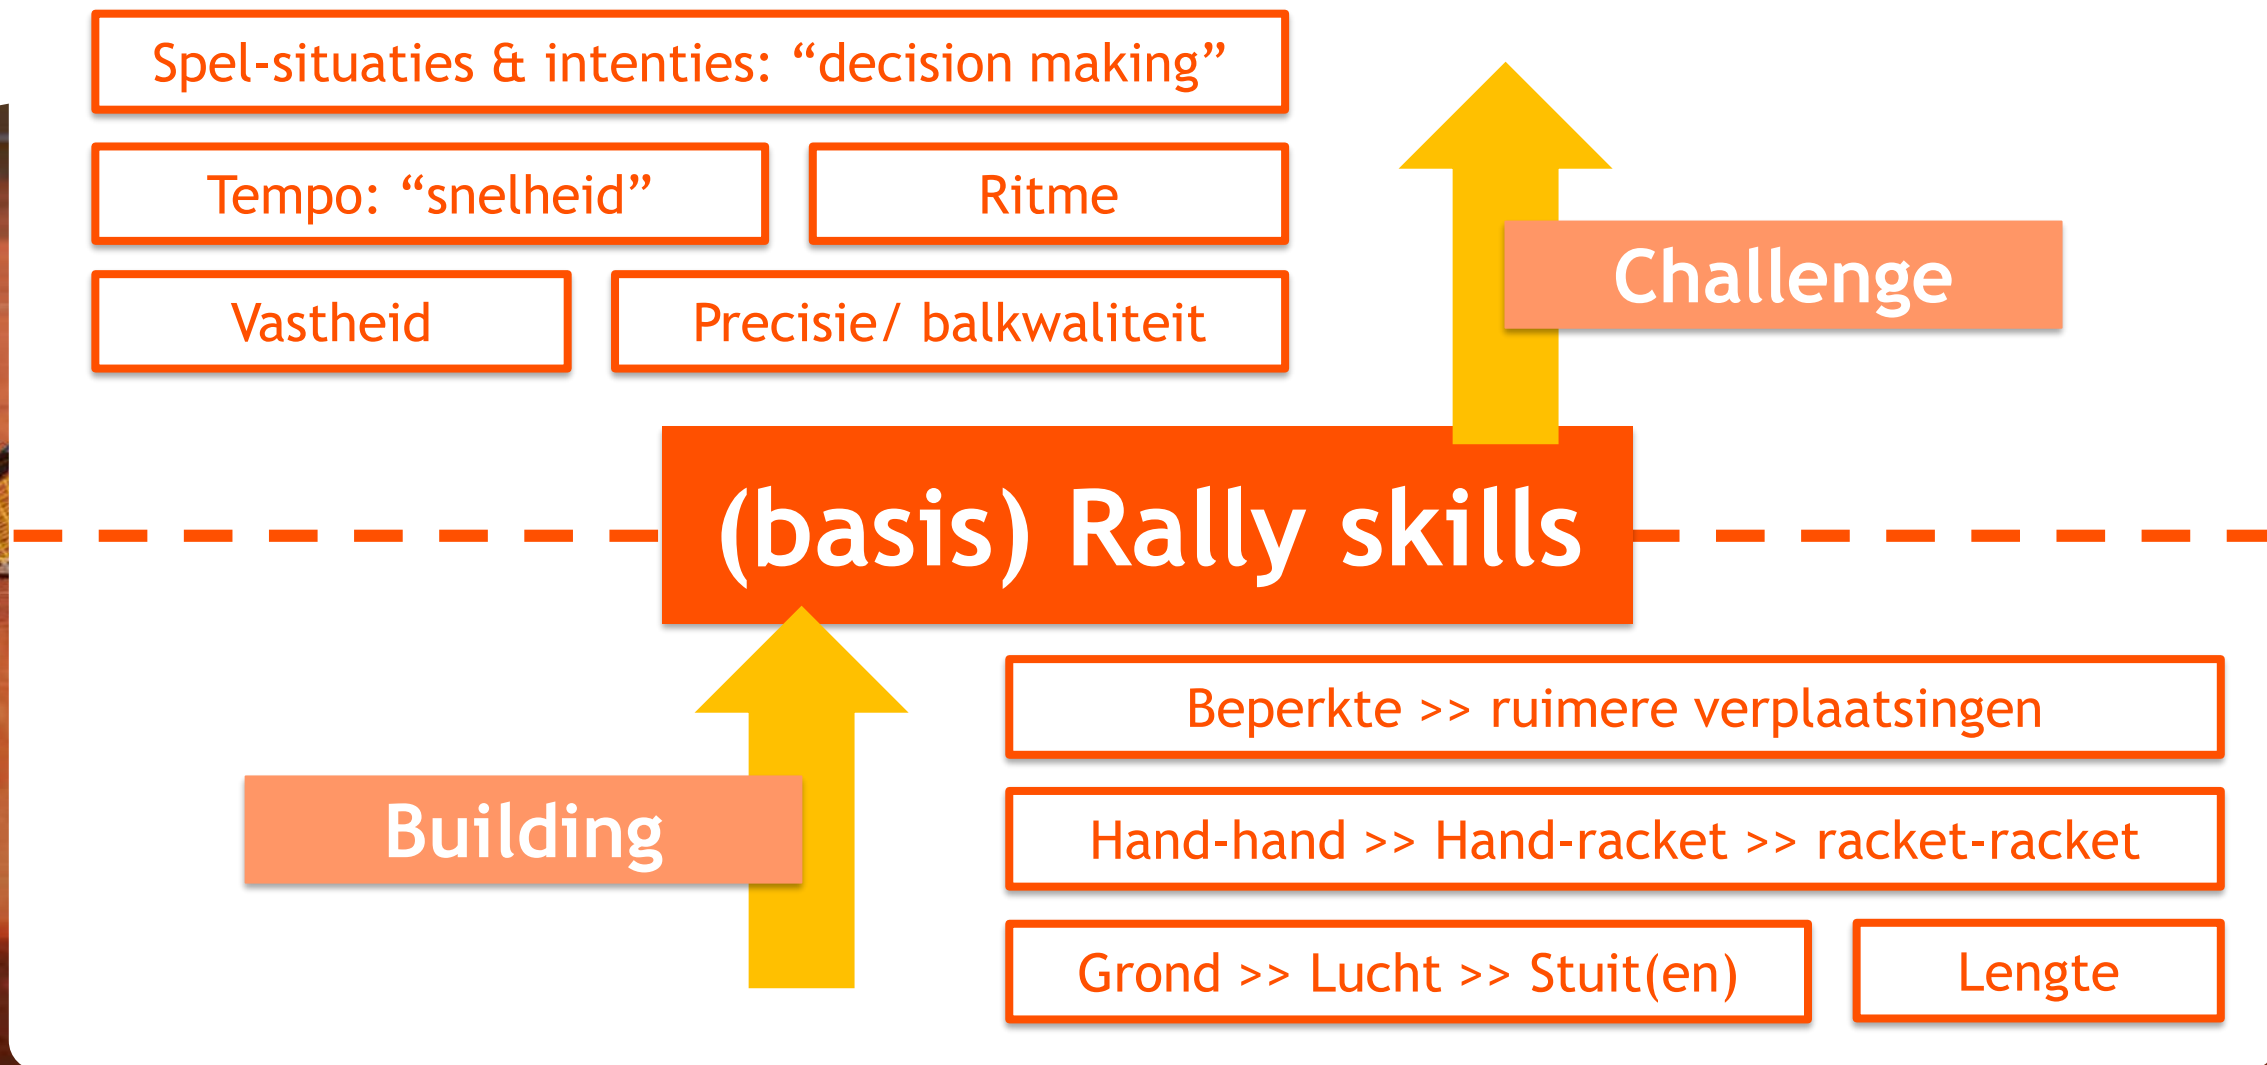 Spel-situaties & intenties: “decision making”
Tempo: “snelheid”
Ritme
Vastheid
Precisie/ balkwaliteit
Challenge
(basis) Rally skills
Building
Beperkte >> ruimere verplaatsingen
Hand-hand >> Hand-racket >> racket-racket
Grond >> Lucht >> Stuit(en)
Lengte